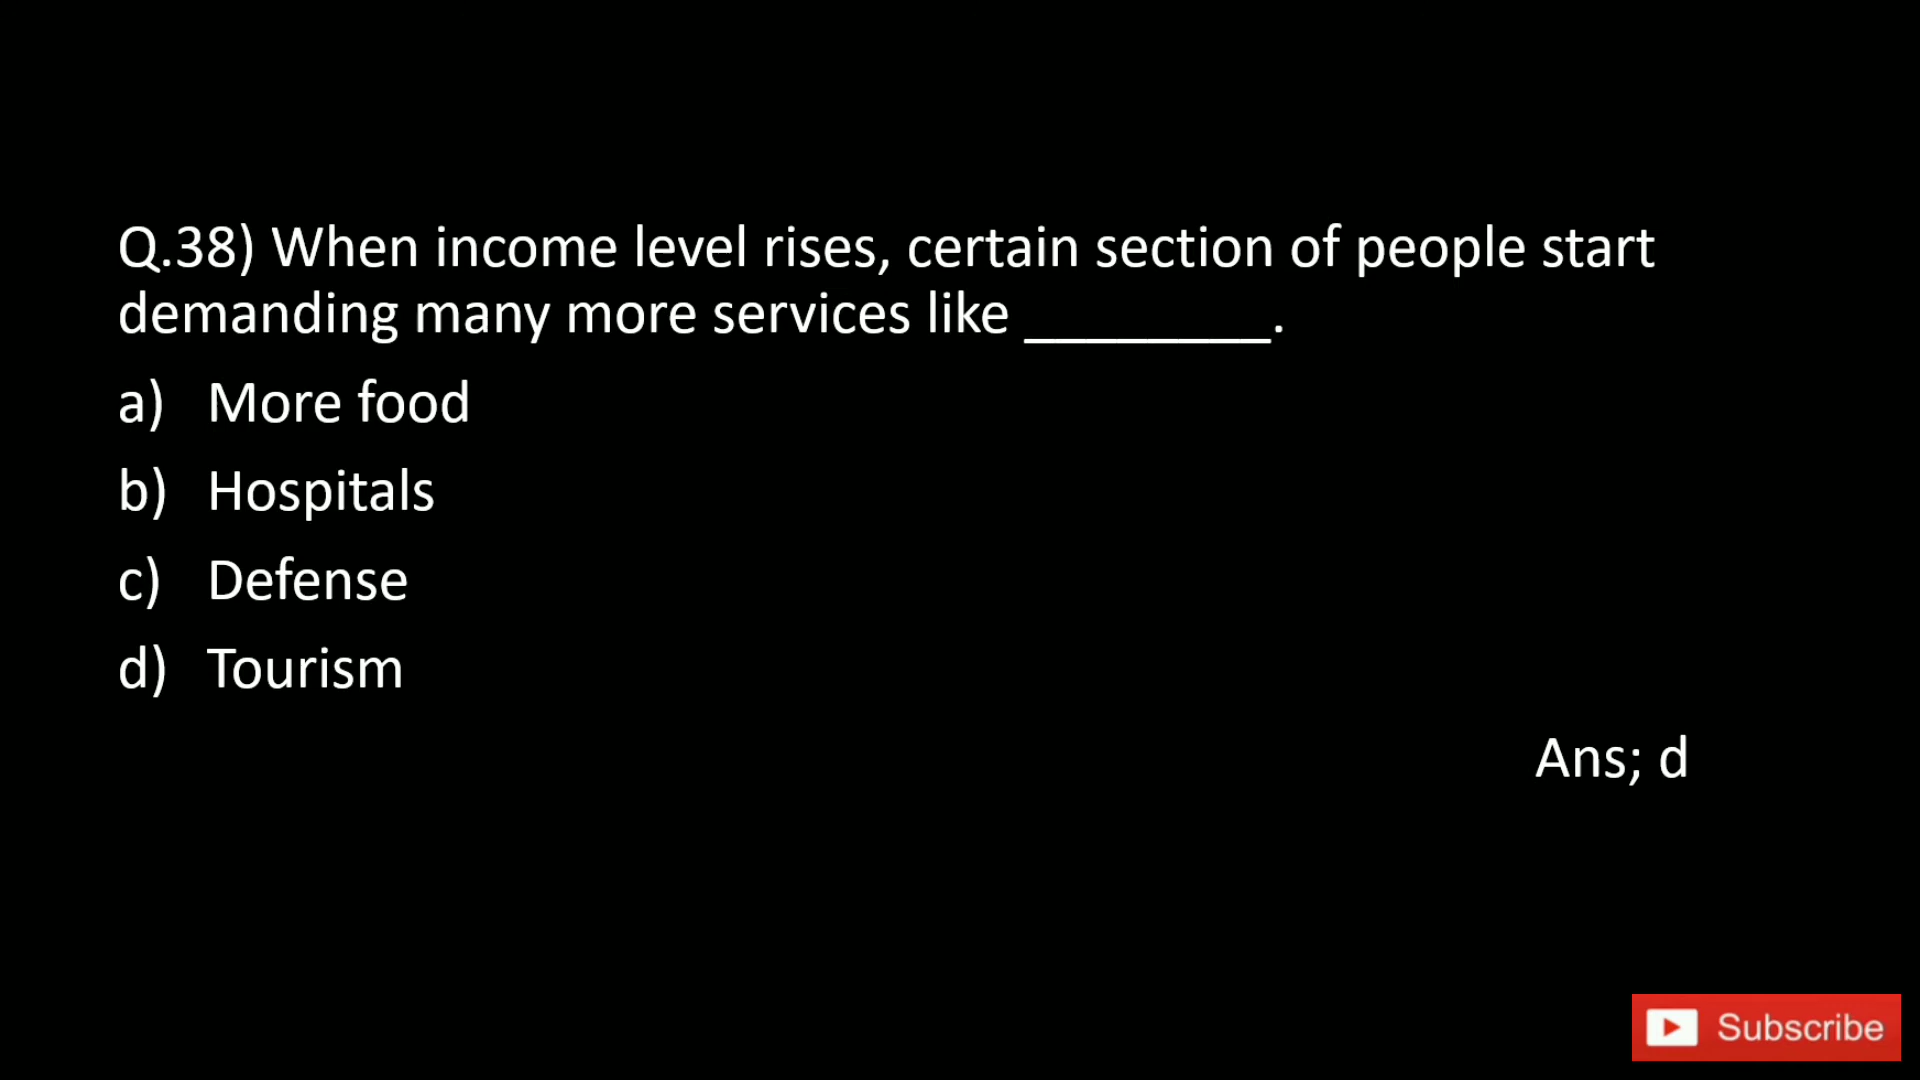 Q.38) When income level rises, certain section of people start
demanding many more services like ________.
a) More food
b) Hospitals
c) Defense
d) Tourism
Ans; d
Subscribe